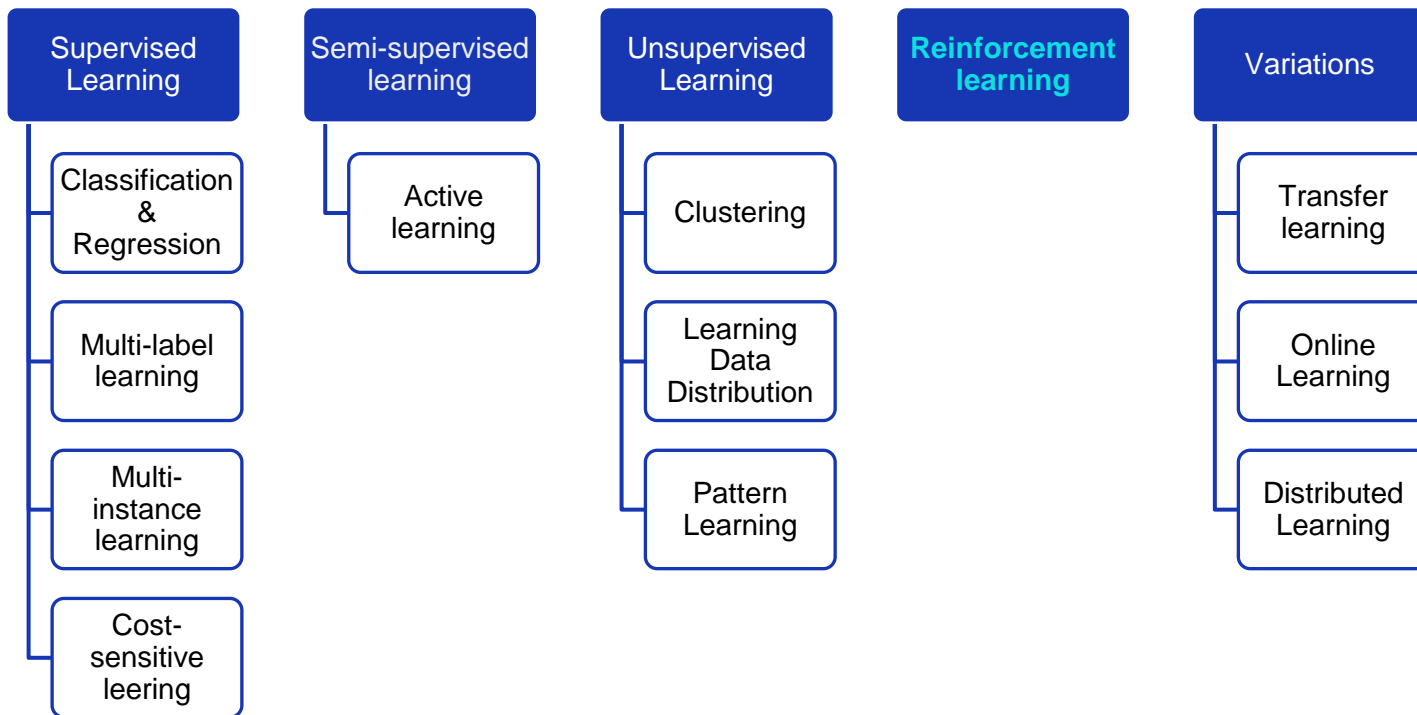 Supervised
Learning
Classification
&
Regression
Multi-label
learning
Multi-
instance
learning
Cost-
sensitive
leering
Semi-supervised
learning
Active
learning
Unsupervised
Learning
Clustering
Learning
Data
Distribution
Pattern
Learning
Reinforcement
learning
Variations
Transfer
learning
Online
Learning
Distributed
Learning